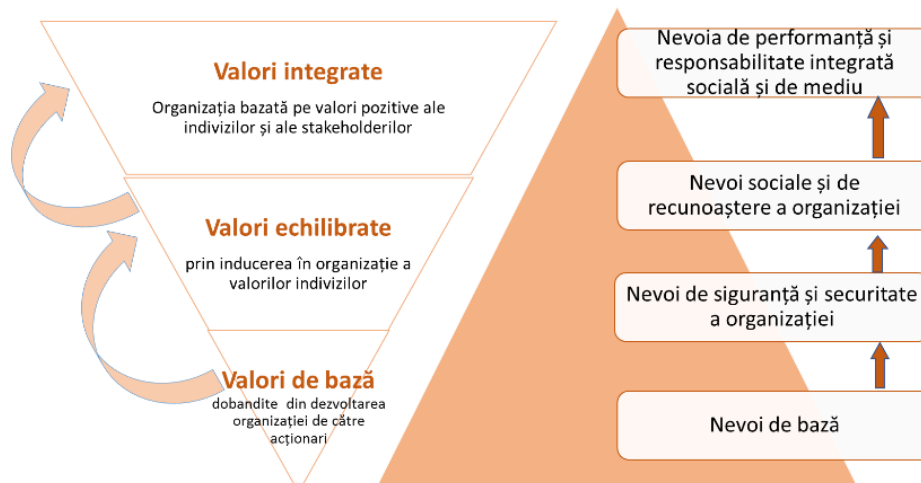 Valori integrate
Organizația bazată pe valori pozitive ale
indivizilor și ale stakeholderilor
Valori echilibrate
prin inducerea în organizație a
valorilor indivizilor
Valori de bază
dobandite din dezvoltarea
organizației de către
acționari
Nevoia de performanță și
responsabilitate integrată
socială și de mediu
Nevoi sociale și de
recunoaștere a organizației
Nevoi de siguranță și securitate
a organizației
Nevoi de bază